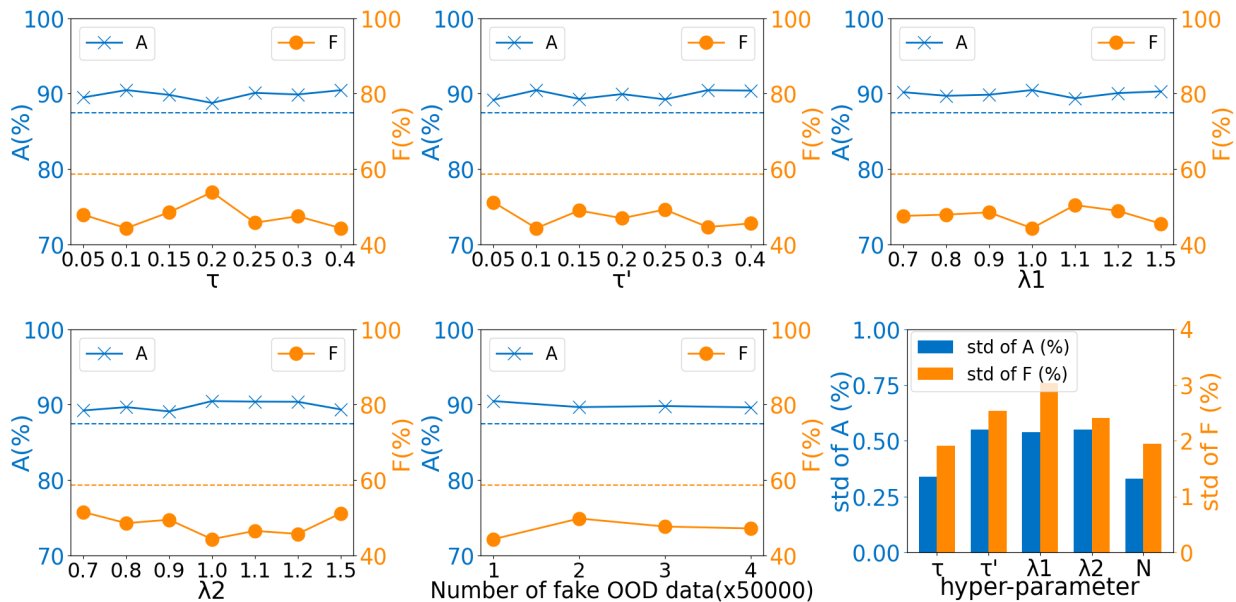 100
90
80
70
A(%)
A
F
100
80
60
40
F(%)
0.05 0.1 0.15 0.2 0.25 0.3 0.4
τ
100
90
80
70
A(%)
A
F
100
80
60
40
F(%)
0.05 0.1 0.15 0.2 0.25 0.3 0.4
τ'
100
90
80
70
A(%)
A
F
100
80
60
40
F(%)
0.7 0.8 0.9 1.0 1.1 1.2 1.5
λ1
100
90
80
70
A(%)
A
F
100
80
60
40
F(%)
0.7 0.8 0.9 1.0 1.1 1.2 1.5
λ2
100
90
80
70
A(%)
A
F
100
80
60
40
F(%)
1 2 3 4
Number of fake OOD data(x50000)
1.00
0.75
0.50
0.25
0.00
std of A (%)
std of A (%)
std of F (%)
4
3
2
1
0
std of F (%)
τ τ' λ1 λ2 N
hyper-parameter